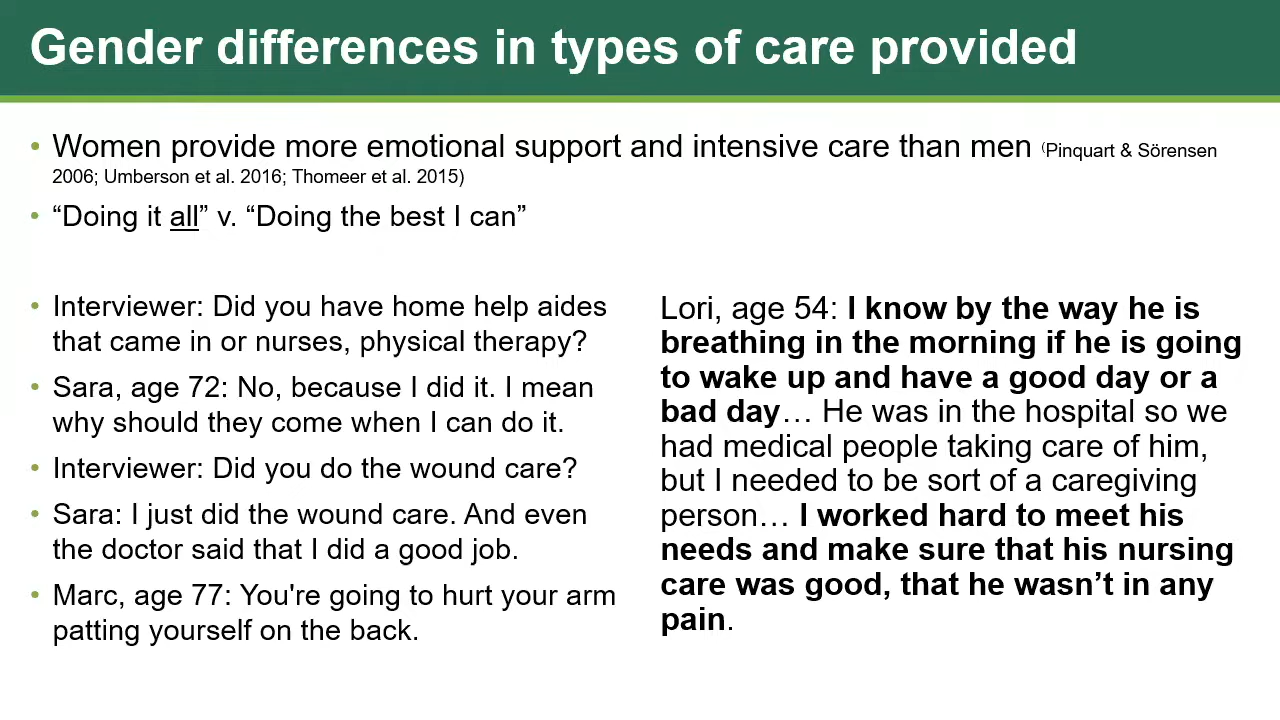 Gender differences in types of care provided
• Women provide more emotional support and intensive care than men (Pinquart & Sörensen
2006; Umberson et al. 2016; Thomeer et al. 2015)
• “Doing it all” v. “Doing the best I can”
• Interviewer: Did you have home help aides
that came in or nurses, physical therapy?
• Sara, age 72: No, because I did it. I mean
why should they come when I can do it.
• Interviewer: Did you do the wound care?
• Sara: I just did the wound care. And even
the doctor said that I did a good job.
• Marc, age 77: You're going to hurt your arm
patting yourself on the back.
Lori, age 54: I know by the way he is
breathing in the morning if he is going
to wake up and have a good day or a
bad day… He was in the hospital so we
had medical people taking care of him,
but I needed to be sort of a caregiving
person… I worked hard to meet his
needs and make sure that his nursing
care was good, that he wasn’t in any
pain.